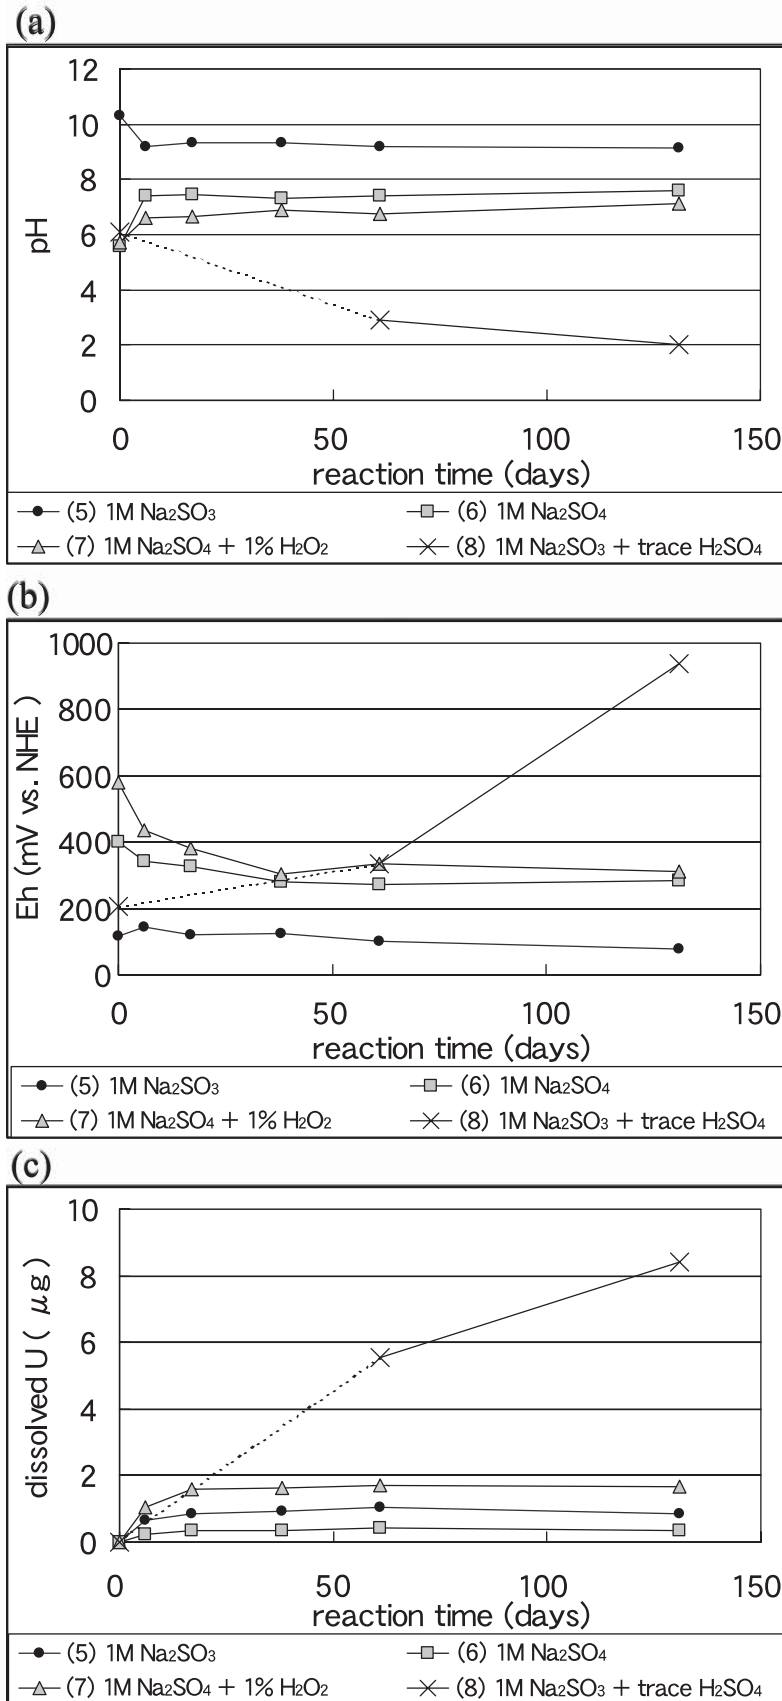 (a)
12
10
8
6
4
2
0
pH
0 50 100 150
reaction time (days)
(5) 1M Na₂SO₃ (6) 1M Na₂SO₄
(7) 1M Na₂SO₄ + 1% H₂O₂ (8) 1M Na₂SO₃ + trace H₂SO₄
(b)
1000
800
600
400
200
0
Eh (mV vs. NHE )
0 50 100 150
reaction time (days)
(5) 1M Na₂SO₃ (6) 1M Na₂SO₄
(7) 1M Na₂SO₄ + 1% H₂O₂ (8) 1M Na₂SO₃ + trace H₂SO₄
(c)
10
8
6
4
2
0
dissolved U ( μg)
0 50 100 150
reaction time (days)
(5) 1M Na₂SO₃ (6) 1M Na₂SO₄
(7) 1M Na₂SO₄ + 1% H₂O₂ (8) 1M Na₂SO₃ + trace H₂SO₄